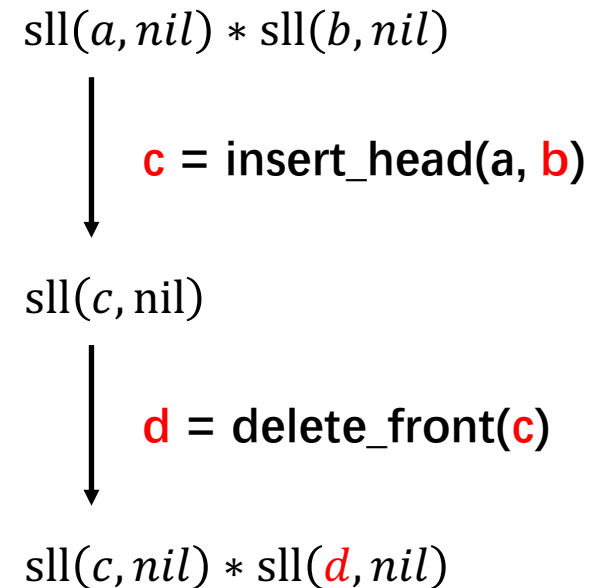 sll(a, nil) ∗ sll(b, nil)
c = insert_head(a, b)
sll(c, nil)
d = delete_front(c)
sll(c, nil) ∗ sll(d, nil)